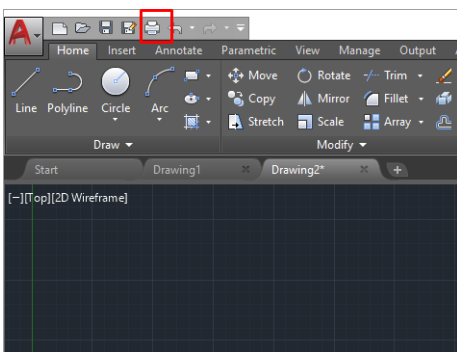 A
Home Insert Annotate Parametric View Manage Output
Move Rotate Trim
Line Polyline Circle Arc Copy Mirror Fillet
Stretch Scale Array
Draw Modify
Start Drawing1 Drawing2*
[−][Top][2D Wireframe]